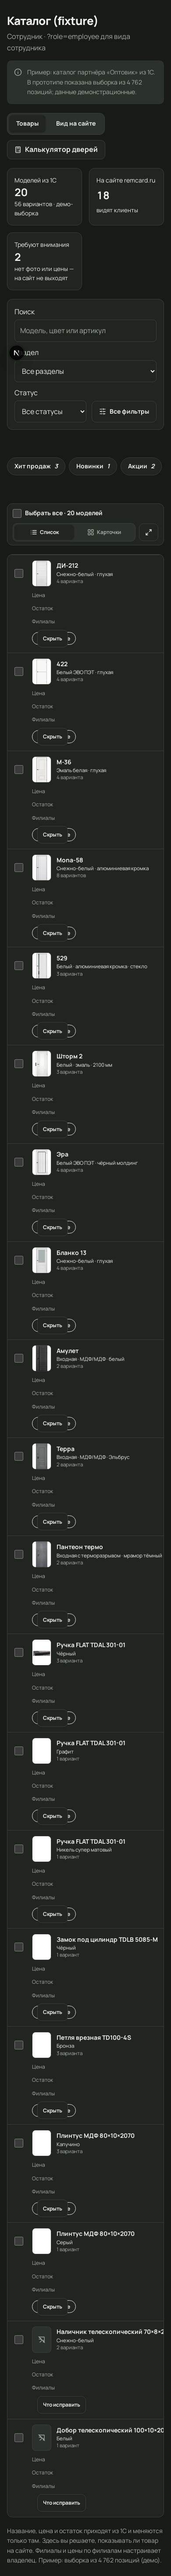 Каталог (fixture)
Сотрудник · ?role=employee для вида
сотрудника
Пример: каталог партнёра «Оптовик» из 1С.
В прототипе показана выборка из 4 762
позиций; данные демонстрационные.
Товары
Вид на сайте
Калькулятор дверей
Моделей из 1С
20
56 вариантов · демо-
выборка
На сайте remcard.ru
18
видят клиенты
Требуют внимания
2
нет фото или цены —
на сайт не выходят
Поиск
Модель, цвет или артикул
Все разделы
Статус
Все статусы
Все фильтры
Хит продаж 3
Новинки 1
Акции 2
Выбрать все · 20 моделей
Список
Карточки
ДИ-212
Снежно-белый · глухая
4 варианта
Цена
Остаток
Филиалы
Скрыть
422
Белый ЭВО ПЭТ · глухая
4 варианта
Цена
Остаток
Филиалы
Скрыть
М-36
Эмаль белая · глухая
4 варианта
Цена
Остаток
Филиалы
Скрыть
Мона-58
Снежно-белый · алюминиевая кромка
8 вариантов
Цена
Остаток
Филиалы
Скрыть
529
Белый · алюминиевая кромка · стекло
3 варианта
Цена
Остаток
Филиалы
Скрыть
Шторм 2
Белый · эмаль · 2100 мм
3 варианта
Цена
Остаток
Филиалы
Скрыть
Эра
Белый ЭВО ПЭТ · чёрный молдинг
4 варианта
Цена
Остаток
Филиалы
Скрыть
Бланко 13
Снежно-белый · глухая
4 варианта
Цена
Остаток
Филиалы
Скрыть
Амулет
Входная · МДФ/МДФ · белый
2 варианта
Цена
Остаток
Филиалы
Скрыть
Терра
Входная · МДФ/МДФ · Эльбрус
2 варианта
Цена
Остаток
Филиалы
Скрыть
Пантеон термо
Входная с терморазрывом · мрамор тёмный
2 варианта
Цена
Остаток
Филиалы
Скрыть
Ручка FLAT TDAL 301-01
Чёрный
3 варианта
Цена
Остаток
Филиалы
Скрыть
Ручка FLAT TDAL 301-01
Графит
1 вариант
Цена
Остаток
Филиалы
Скрыть
Ручка FLAT TDAL 301-01
Никель супер матовый
1 вариант
Цена
Остаток
Филиалы
Скрыть
Замок под цилиндр TDLB 5085-M
Чёрный
1 вариант
Цена
Остаток
Филиалы
Скрыть
Петля врезная TD100-4S
Бронза
3 варианта
Цена
Остаток
Филиалы
Скрыть
Плинтус МДФ 80×10×2070
Капучино
3 варианта
Цена
Остаток
Филиалы
Скрыть
Плинтус МДФ 80×10×2070
Серый
1 вариант
Цена
Остаток
Филиалы
Скрыть
Наличник телескопический 70×8×2
Снежно-белый
2 варианта
Цена
Остаток
Филиалы
Что исправить
Добор телескопический 100×10×20
Белый
1 вариант
Цена
Остаток
Филиалы
Что исправить
Название, цена и остаток приходят из 1С и меняются
только там. Здесь вы решаете, показывать ли товар
на сайте. Филиалы и цены по филиалам настраивает
владелец. Пример: выборка из 4 762 позиций (демо).